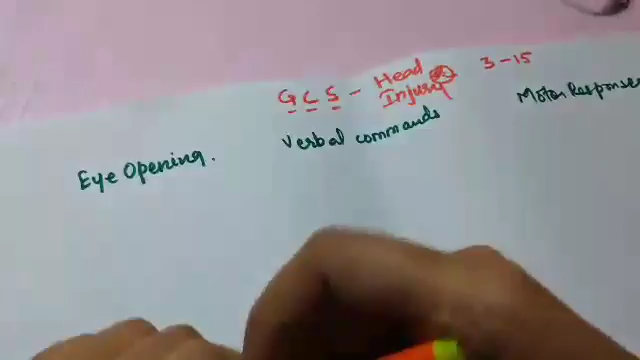 GCS - Head Injury 3-15
Eye Opening. Verbal commands Motor Response